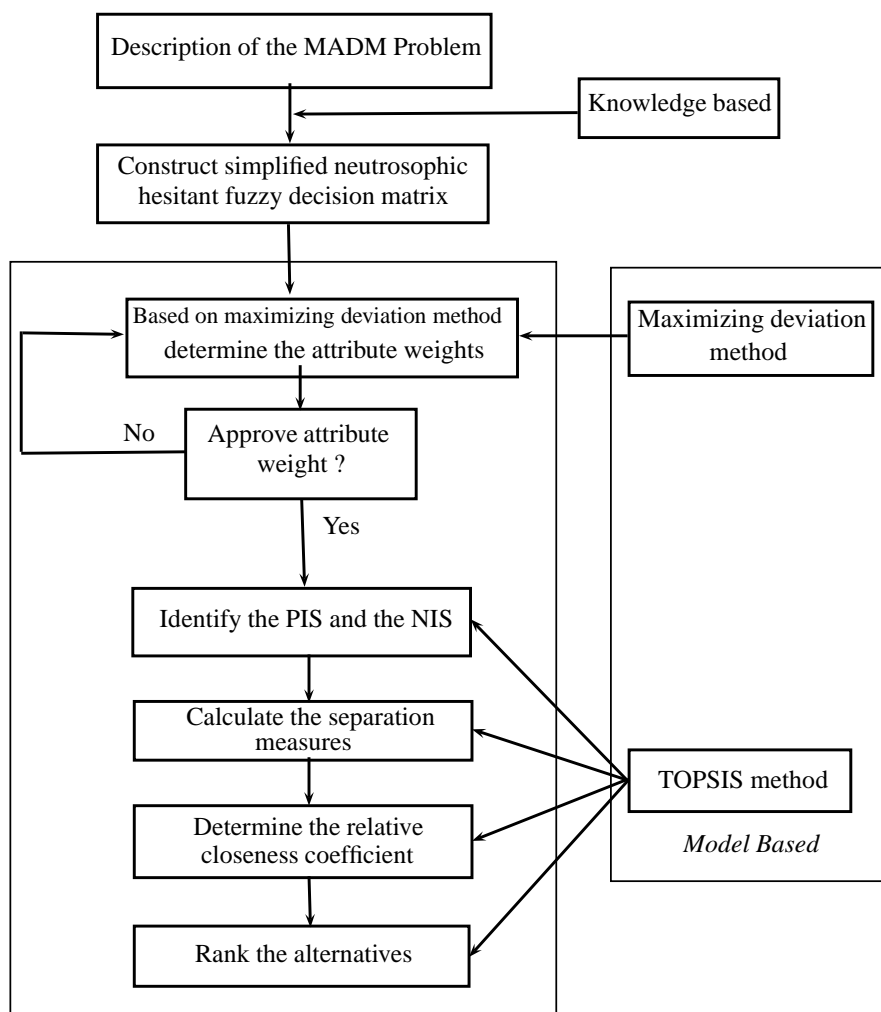 Description of the MADM Problem
Knowledge based
Construct simplified neutrosophic
hesitant fuzzy decision matrix
Based on maximizing deviation method
determine the attribute weights
Maximizing deviation
method
No
Approve attribute
weight ?
Yes
Identify the PIS and the NIS
Calculate the separation
measures
TOPSIS method
Determine the relative
closeness coefficient
Model Based
Rank the alternatives